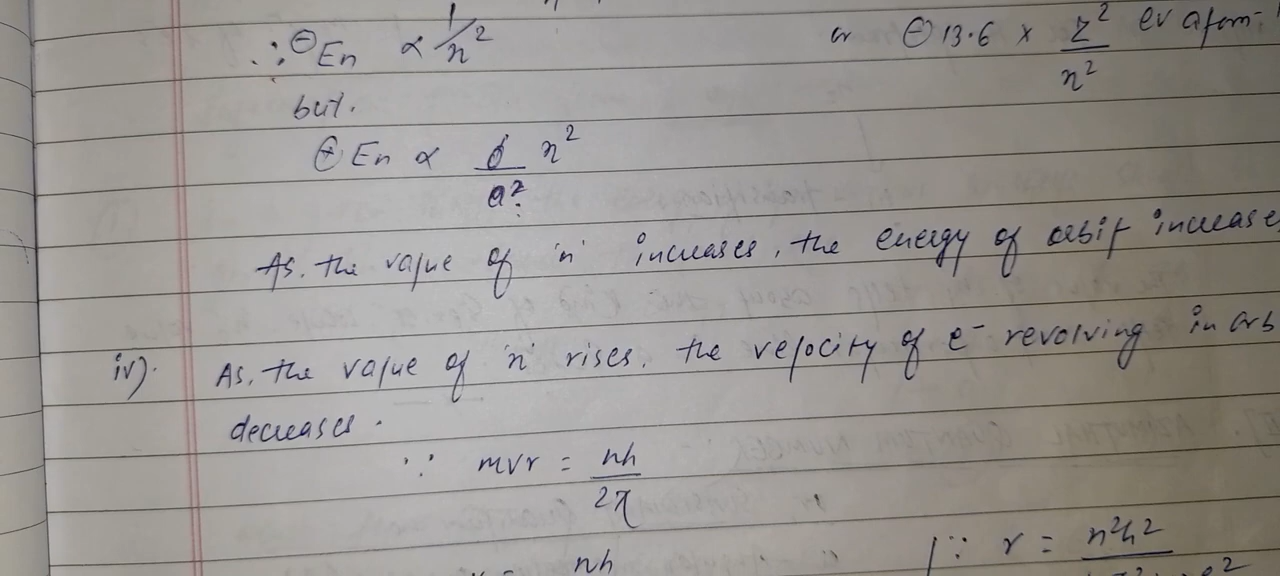 ∴ ⊖En ∝ 1/n² or ⊖13.6 × Z²/n² ev atom-
but.
⊕ En ∝ n²
As, the value of 'n' increases, the energy of orbit increase
iv). As, the value of 'n' rises, the velocity of e⁻ revolving in orb
decreases.
∵ mvr = nh/2π
nh ∵ r = n²h²